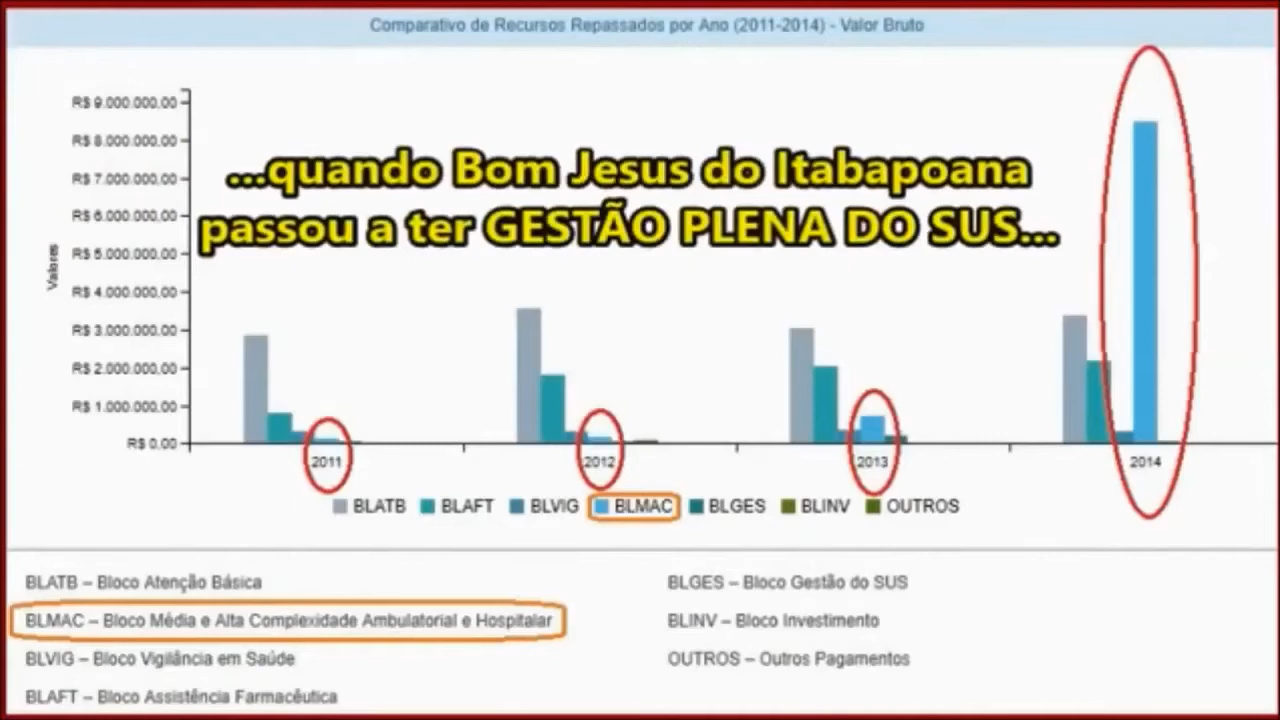 Comparativo de Recursos Repassados por Ano (2011-2014) - Valor Bruto
R$ 9.000.000,00
R$ 8.000.000,00
...quando Bom Jesus do Itabapoana
R$ 7.000.000,00
R$ 6.000.000,00
passou a ter GESTÃO PLENA DO SUS...
R$ 5.000.000,00
Valores
R$ 4.000.000,00
R$ 3.000.000,00
R$ 2.000.000,00
R$ 1.000.000,00
R$ 0,00
2011 2012 2013 2014
BLATB BLAFT BLVIG BLMAC BLGES BLINV OUTROS
BLATB – Bloco Atenção Básica
BLMAC – Bloco Média e Alta Complexidade Ambulatorial e Hospitalar
BLVIG – Bloco Vigilância em Saúde
BLAFT – Bloco Assistência Farmacêutica
BLGES – Bloco Gestão do SUS
BLINV – Bloco Investimento
OUTROS – Outros Pagamentos